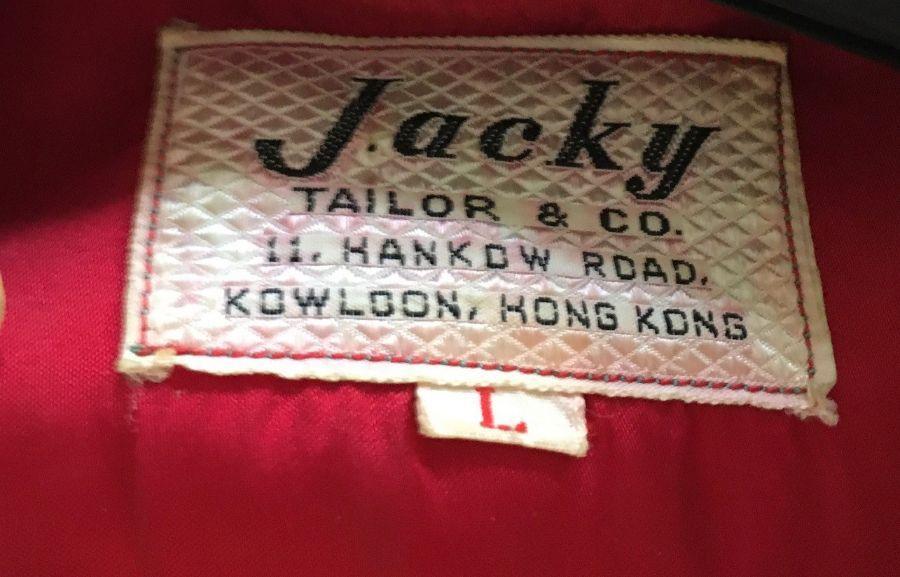 Jacky
TAILOR & CO.
11, HANKOW ROAD,
KOWLOON, HONG KONG
L.